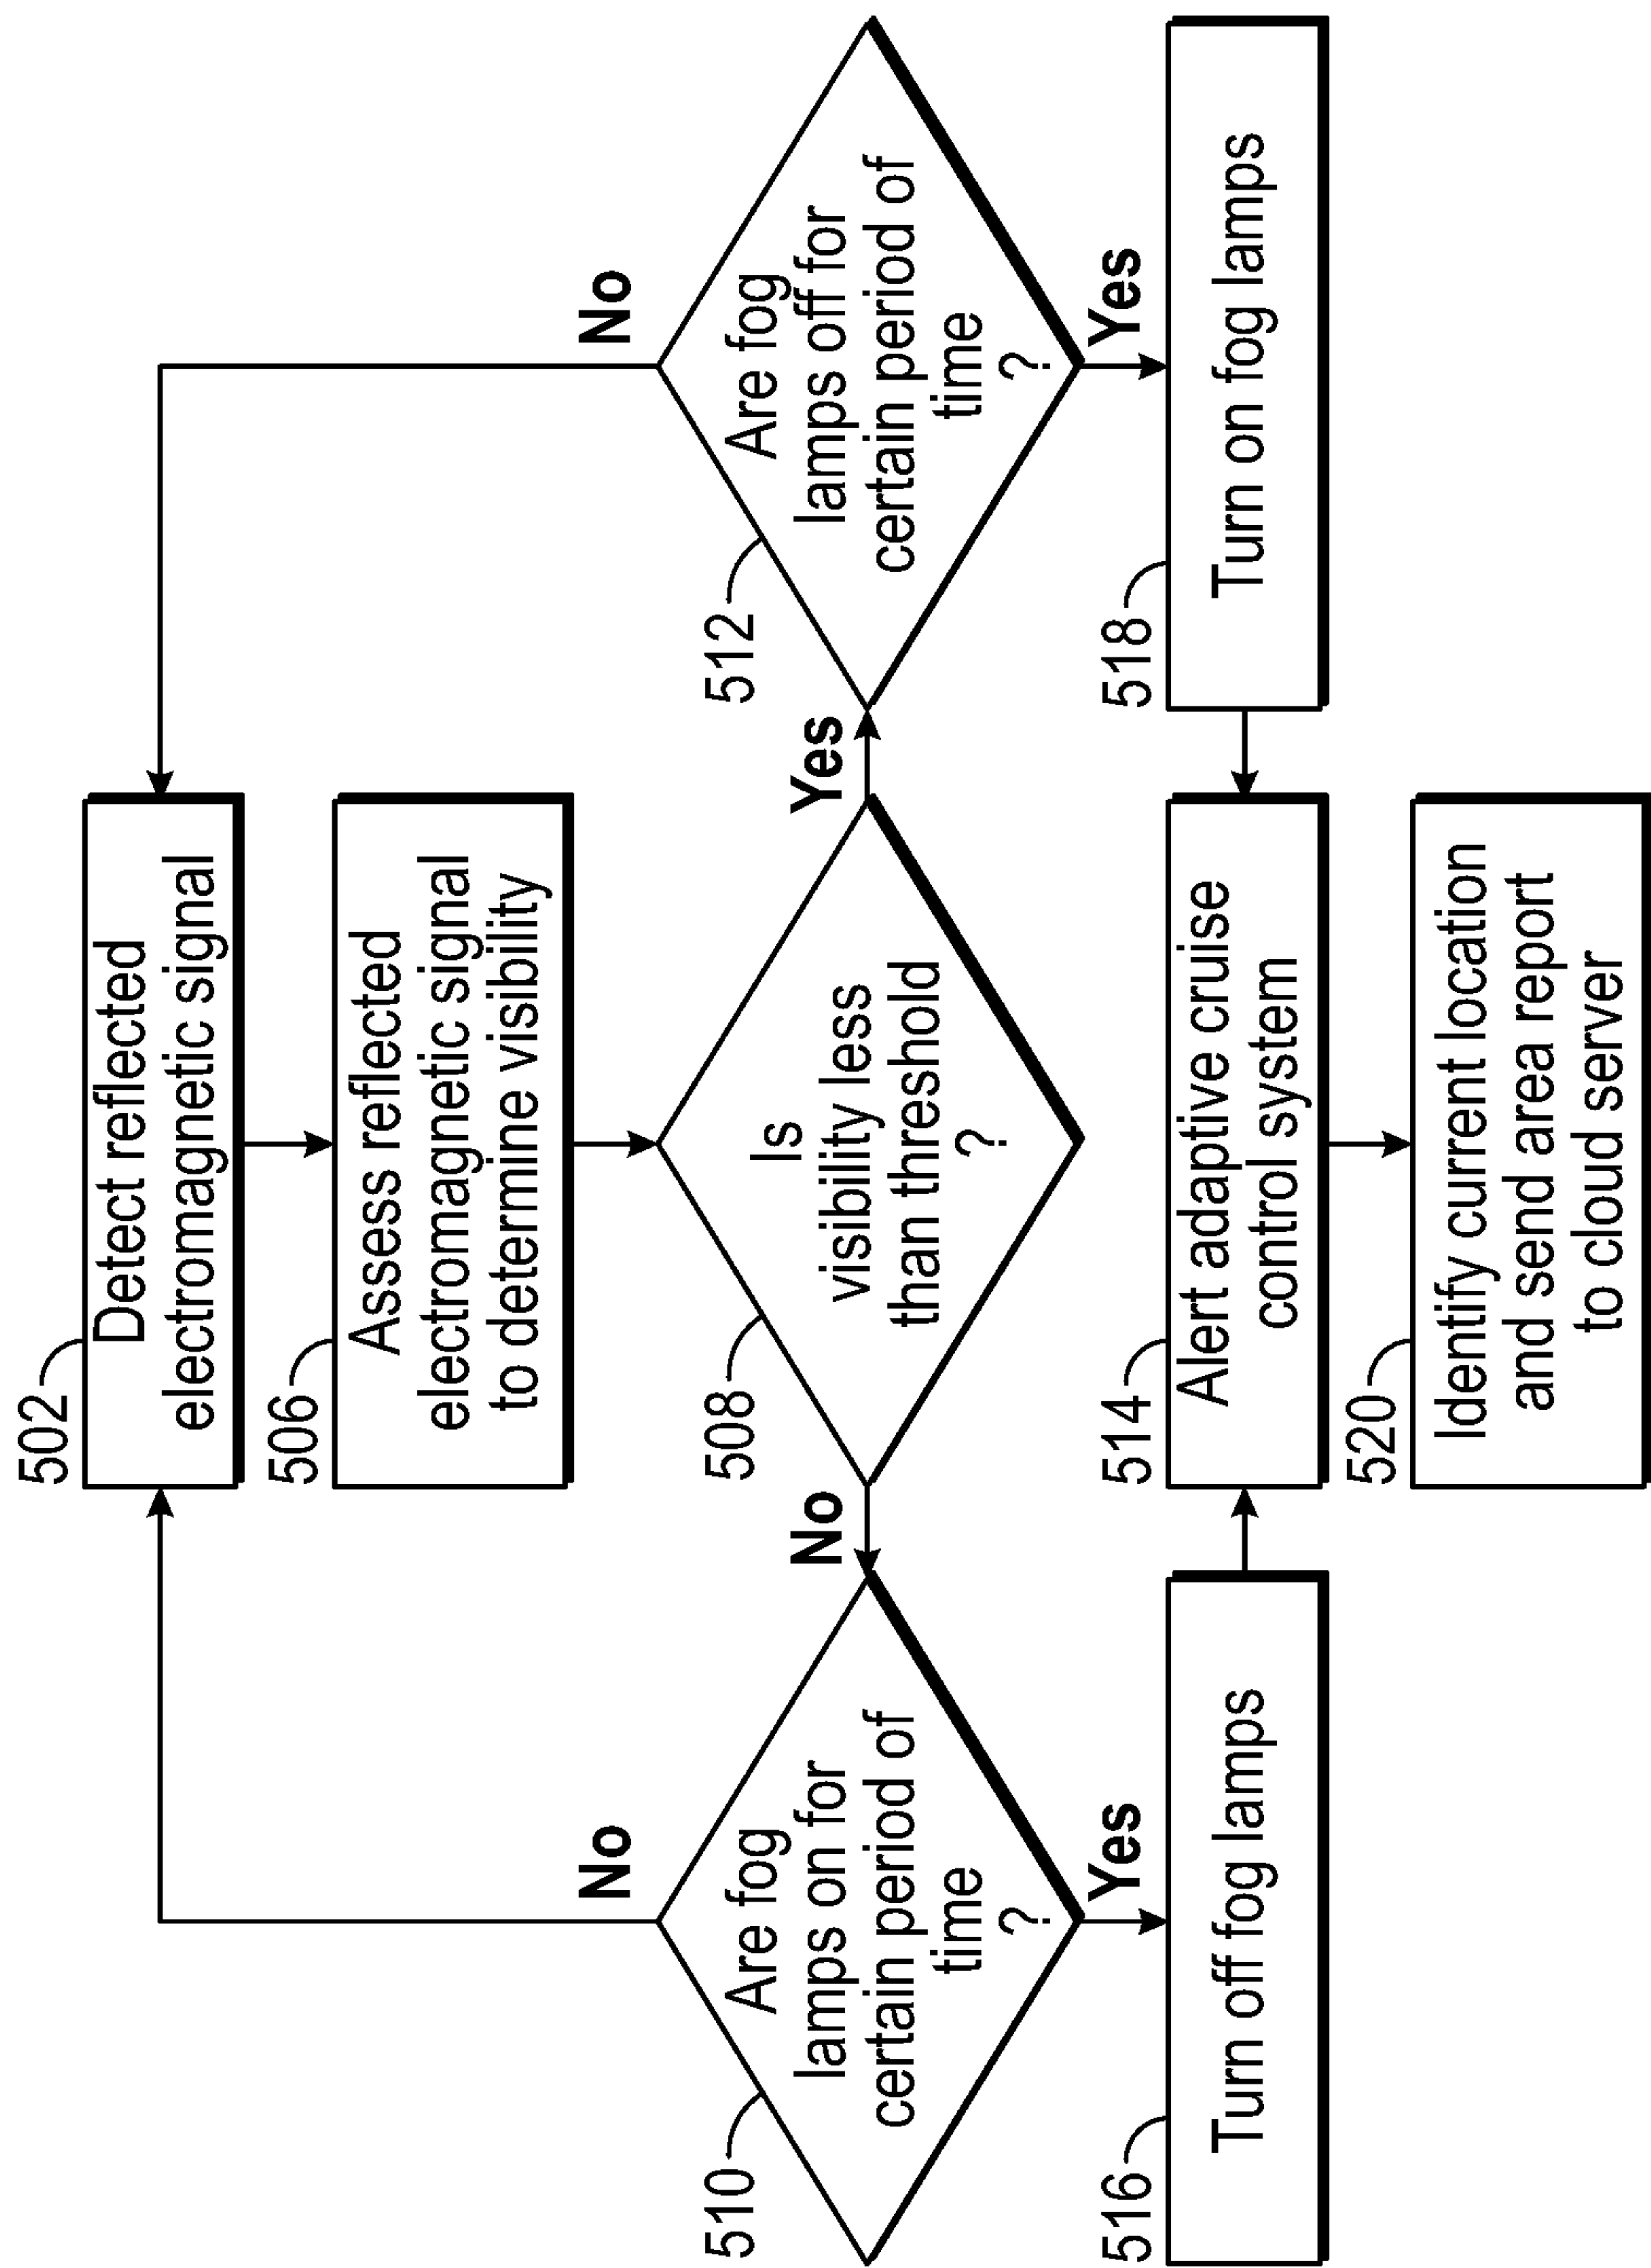 502
Detect reflected
electromagnetic signal
506
Assess reflected
electromagnetic signal
to determine visibility
508
Is
visibility less
than threshold
?
No
Yes
510
Are fog
lamps on for
certain period of
time
?
No
Yes
512
Are fog
lamps off for
certain period of
time
?
No
Yes
516
Turn off fog lamps
514
Alert adaptive cruise
control system
518
Turn on fog lamps
520
Identify current location
and send area report
to cloud server